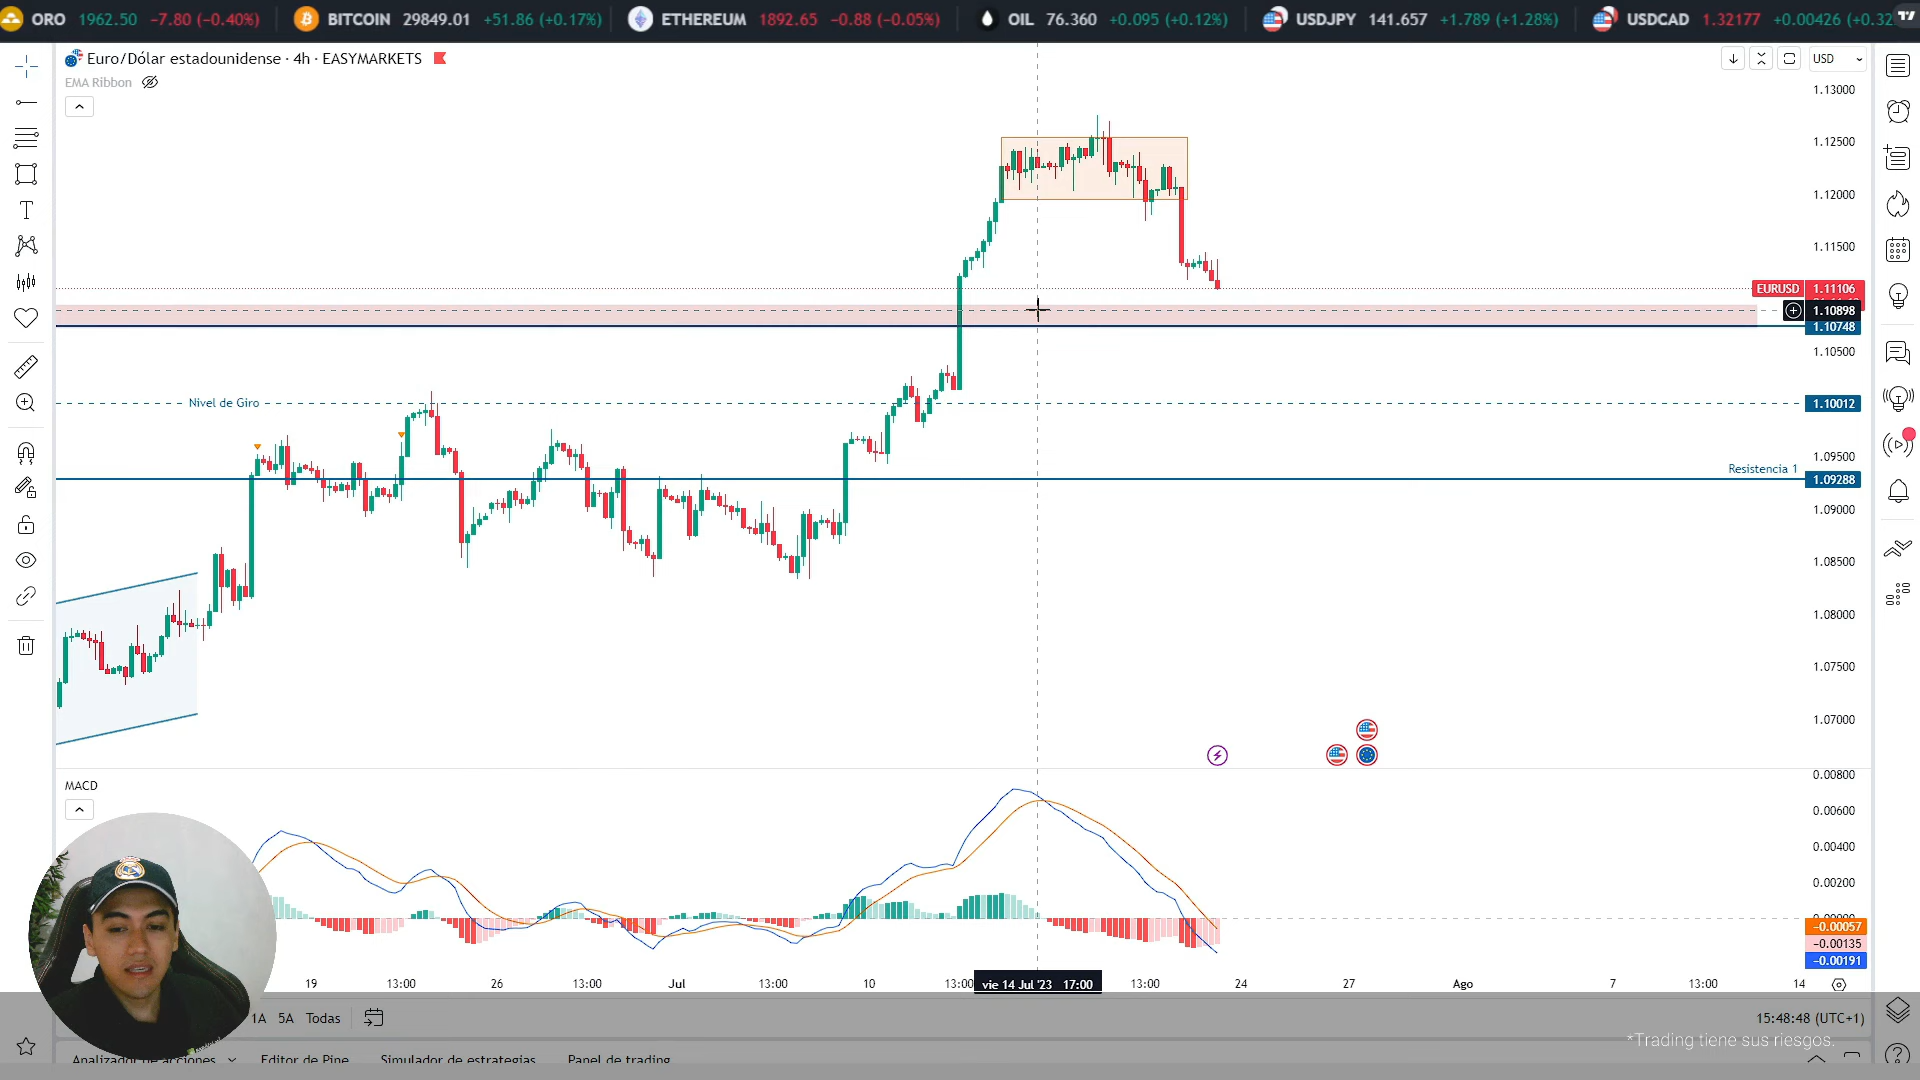 ORO 1962.50 −7.80 (−0.40%) BITCOIN 29849.01 +51.86 (+0.17%) ETHEREUM 1892.65 −0.88 (−0.05%) OIL 76.360 +0.095 (+0.12%) USDJPY 141.657 +1.789 (+1.28%) USDCAD 1.32177 +0.00426 (+0.32
Euro/Dólar estadounidense · 4h · EASYMARKETS
USD
EMA Ribbon
1.13000
1.12500
1.12000
1.11500
EURUSD 1.11106
1.10898
1.10748
1.10500
Nivel de Giro
1.10012
1.09500
Resistencia 1
1.09288
1.09000
1.08500
1.08000
1.07500
1.07000
0.00800
MACD
0.00600
0.00400
0.00200
−0.00057
−0.00135
−0.00191
19 13:00 26 13:00 Jul 13:00 10 13:00 vie 14 Jul '23 17:00 13:00 24 27 Ago 7 13:00 14
1A 5A Todas
15:48:48 (UTC+1)
*Trading tiene sus riesgos.
Analizador de acciones Editor de Pine Simulador de estrategias Panel de trading